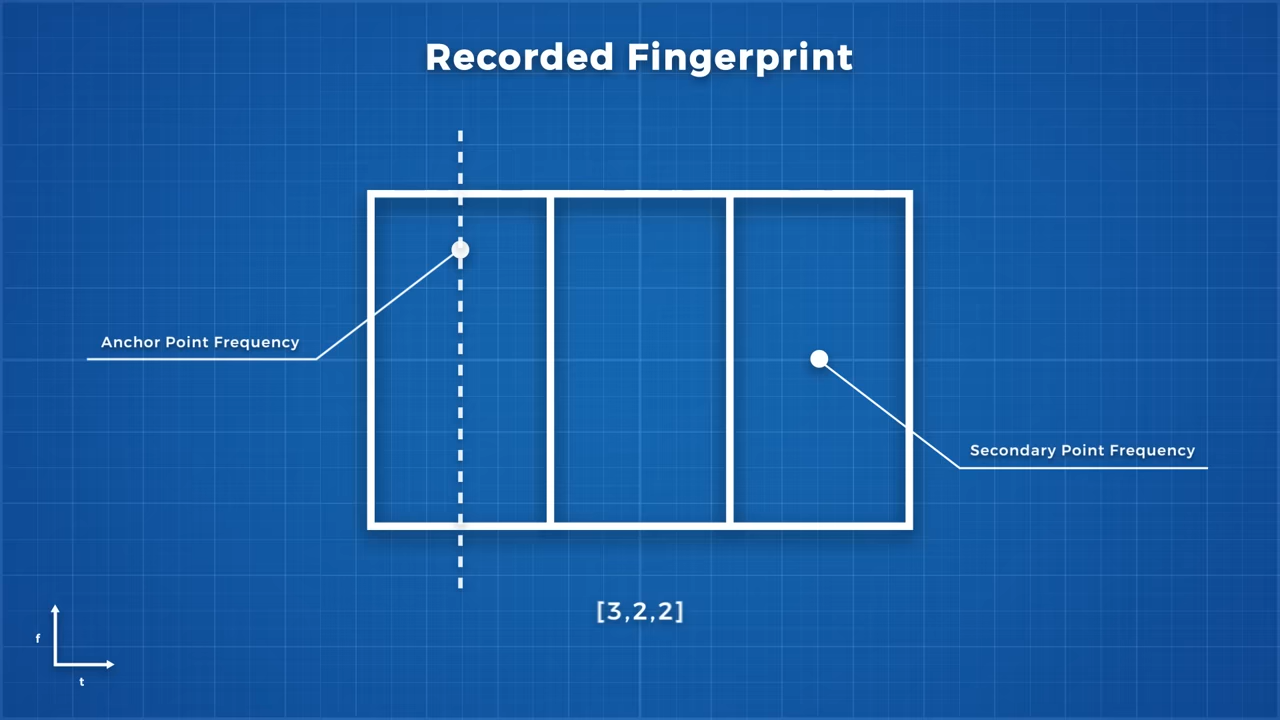 Recorded Fingerprint
Anchor Point Frequency
Secondary Point Frequency
[3,2,2]
f
t